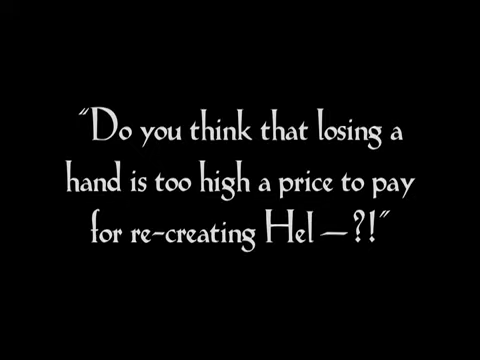 "Do you think that losing a
hand is too high a price to pay
for re-creating Hel—?!"